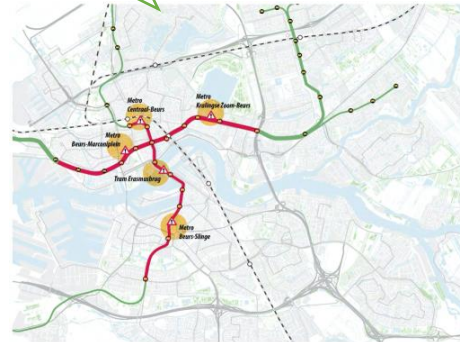 Metro
Centraal-Beurs
Metro
Kralingse Zoom-Beurs
Metro
Beurs-Marconiplein
Tram Erasmusbrug
Metro
Beurs-Slinge